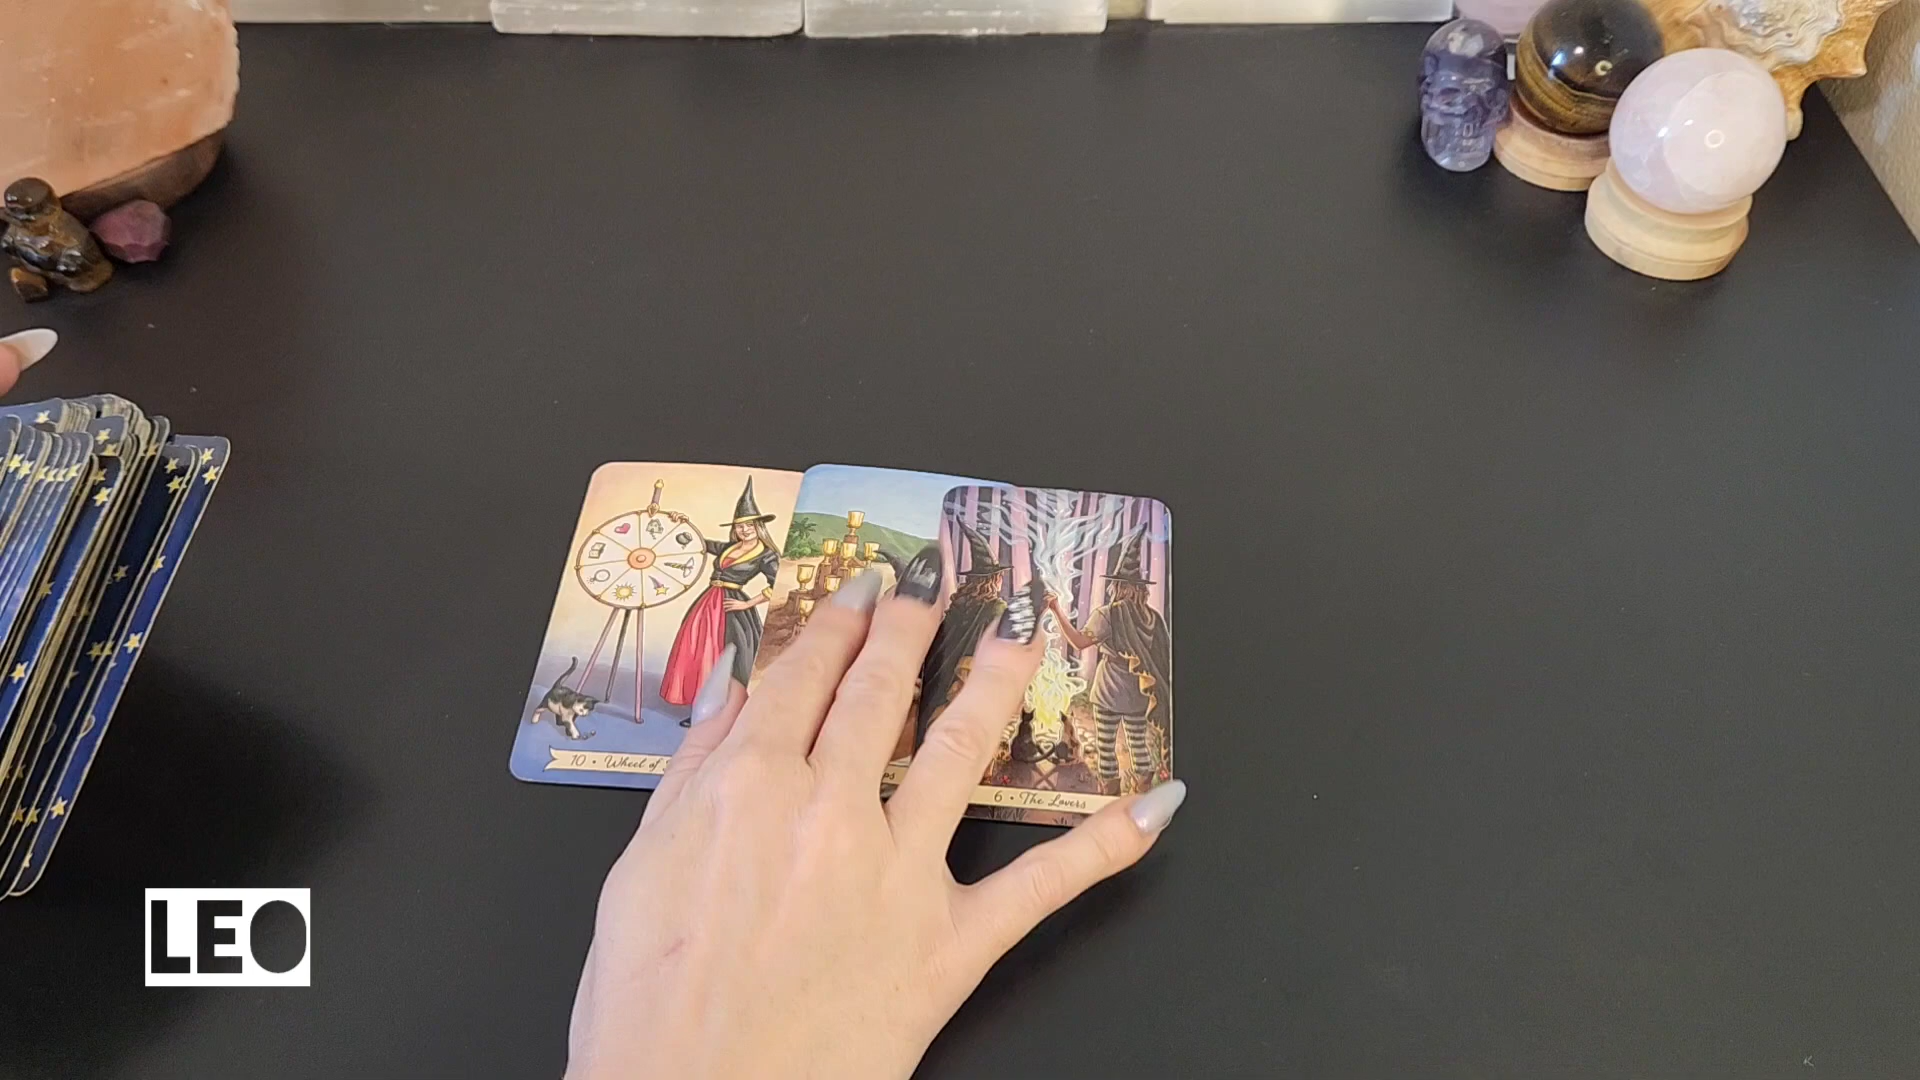 10 • Wheel of
6 • The Lovers
LEO